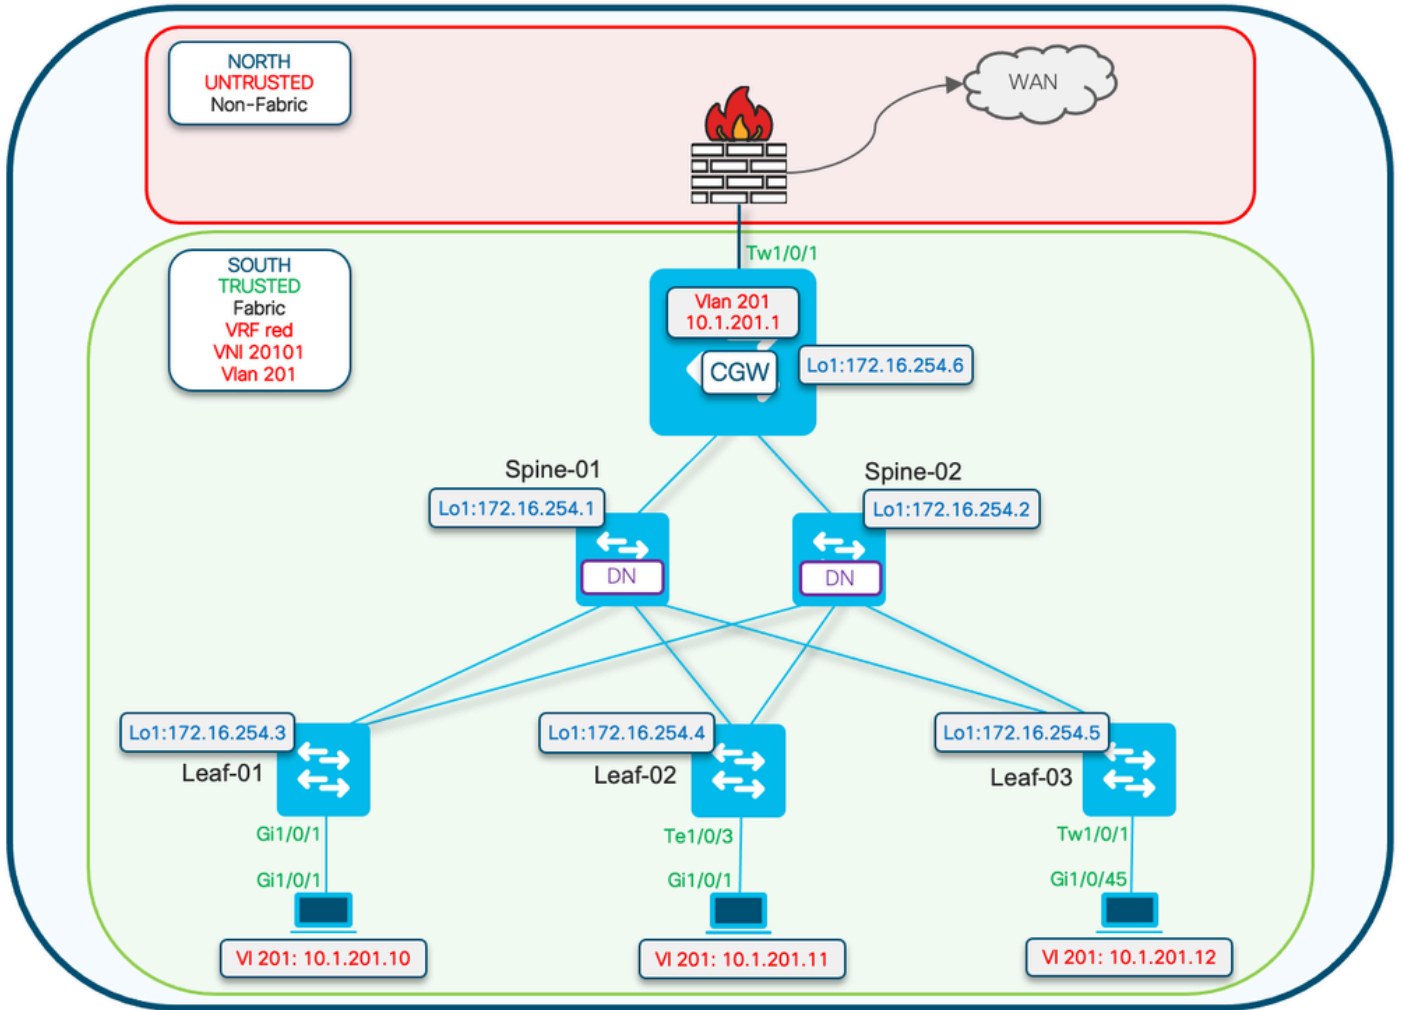 NORTH
UNTRUSTED
Non-Fabric
WAN
Tw1/0/1
SOUTH
TRUSTED
Fabric
VRF red
VNI 20101
Vlan 201
Vlan 201
10.1.201.1
CGW
Lo1:172.16.254.6
Spine-01
Lo1:172.16.254.1
DN
Spine-02
Lo1:172.16.254.2
DN
Lo1:172.16.254.3
Leaf-01
Lo1:172.16.254.4
Leaf-02
Lo1:172.16.254.5
Leaf-03
Gi1/0/1
Gi1/0/1
Te1/0/3
Gi1/0/1
Tw1/0/1
Gi1/0/45
Vl 201: 10.1.201.10
Vl 201: 10.1.201.11
Vl 201: 10.1.201.12